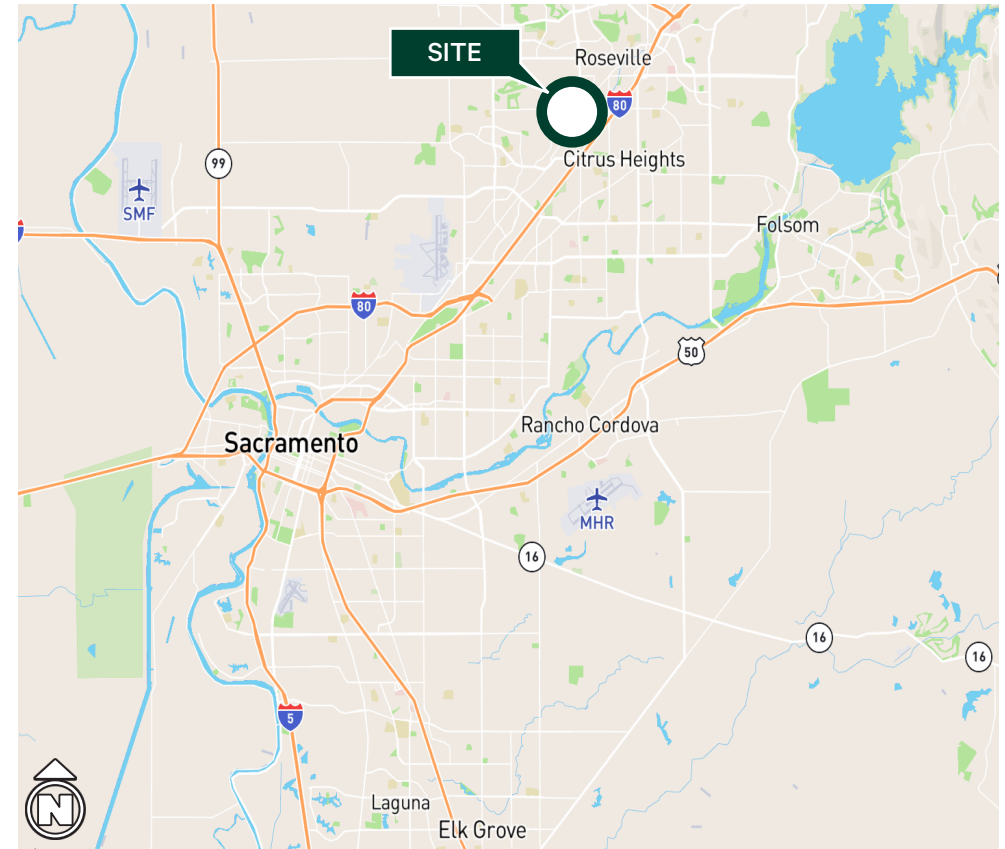 SITE
Roseville
80
Citrus Heights
99
SMF
Folsom
80
50
Rancho Cordova
Sacramento
MHR
16
16
16
5
Laguna
Elk Grove
N